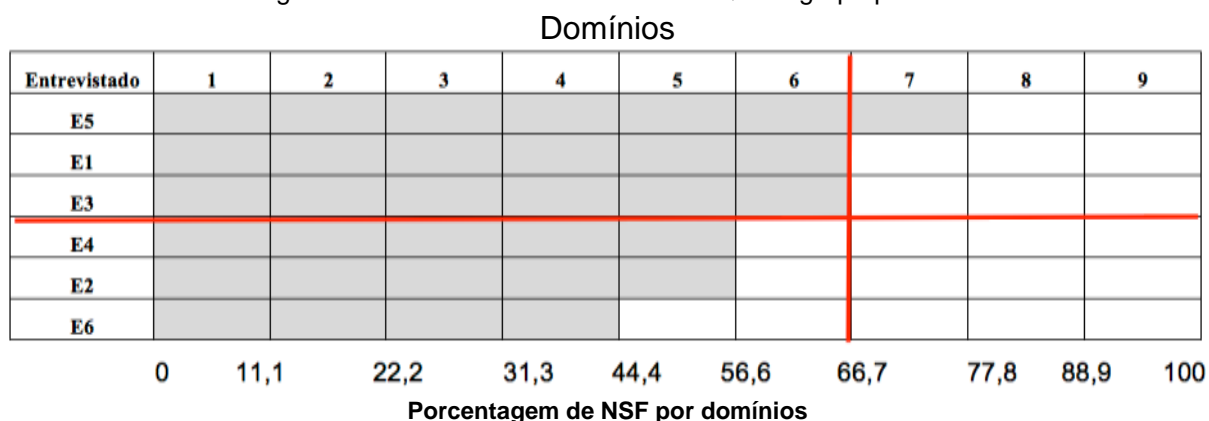 Domínios
Entrevistado 1 2 3 4 5 6 7 8 9
E5
E1
E3
E4
E2
E6
0 11,1 22,2 31,3 44,4 56,6 66,7 77,8 88,9 100
Porcentagem de NSF por domínios